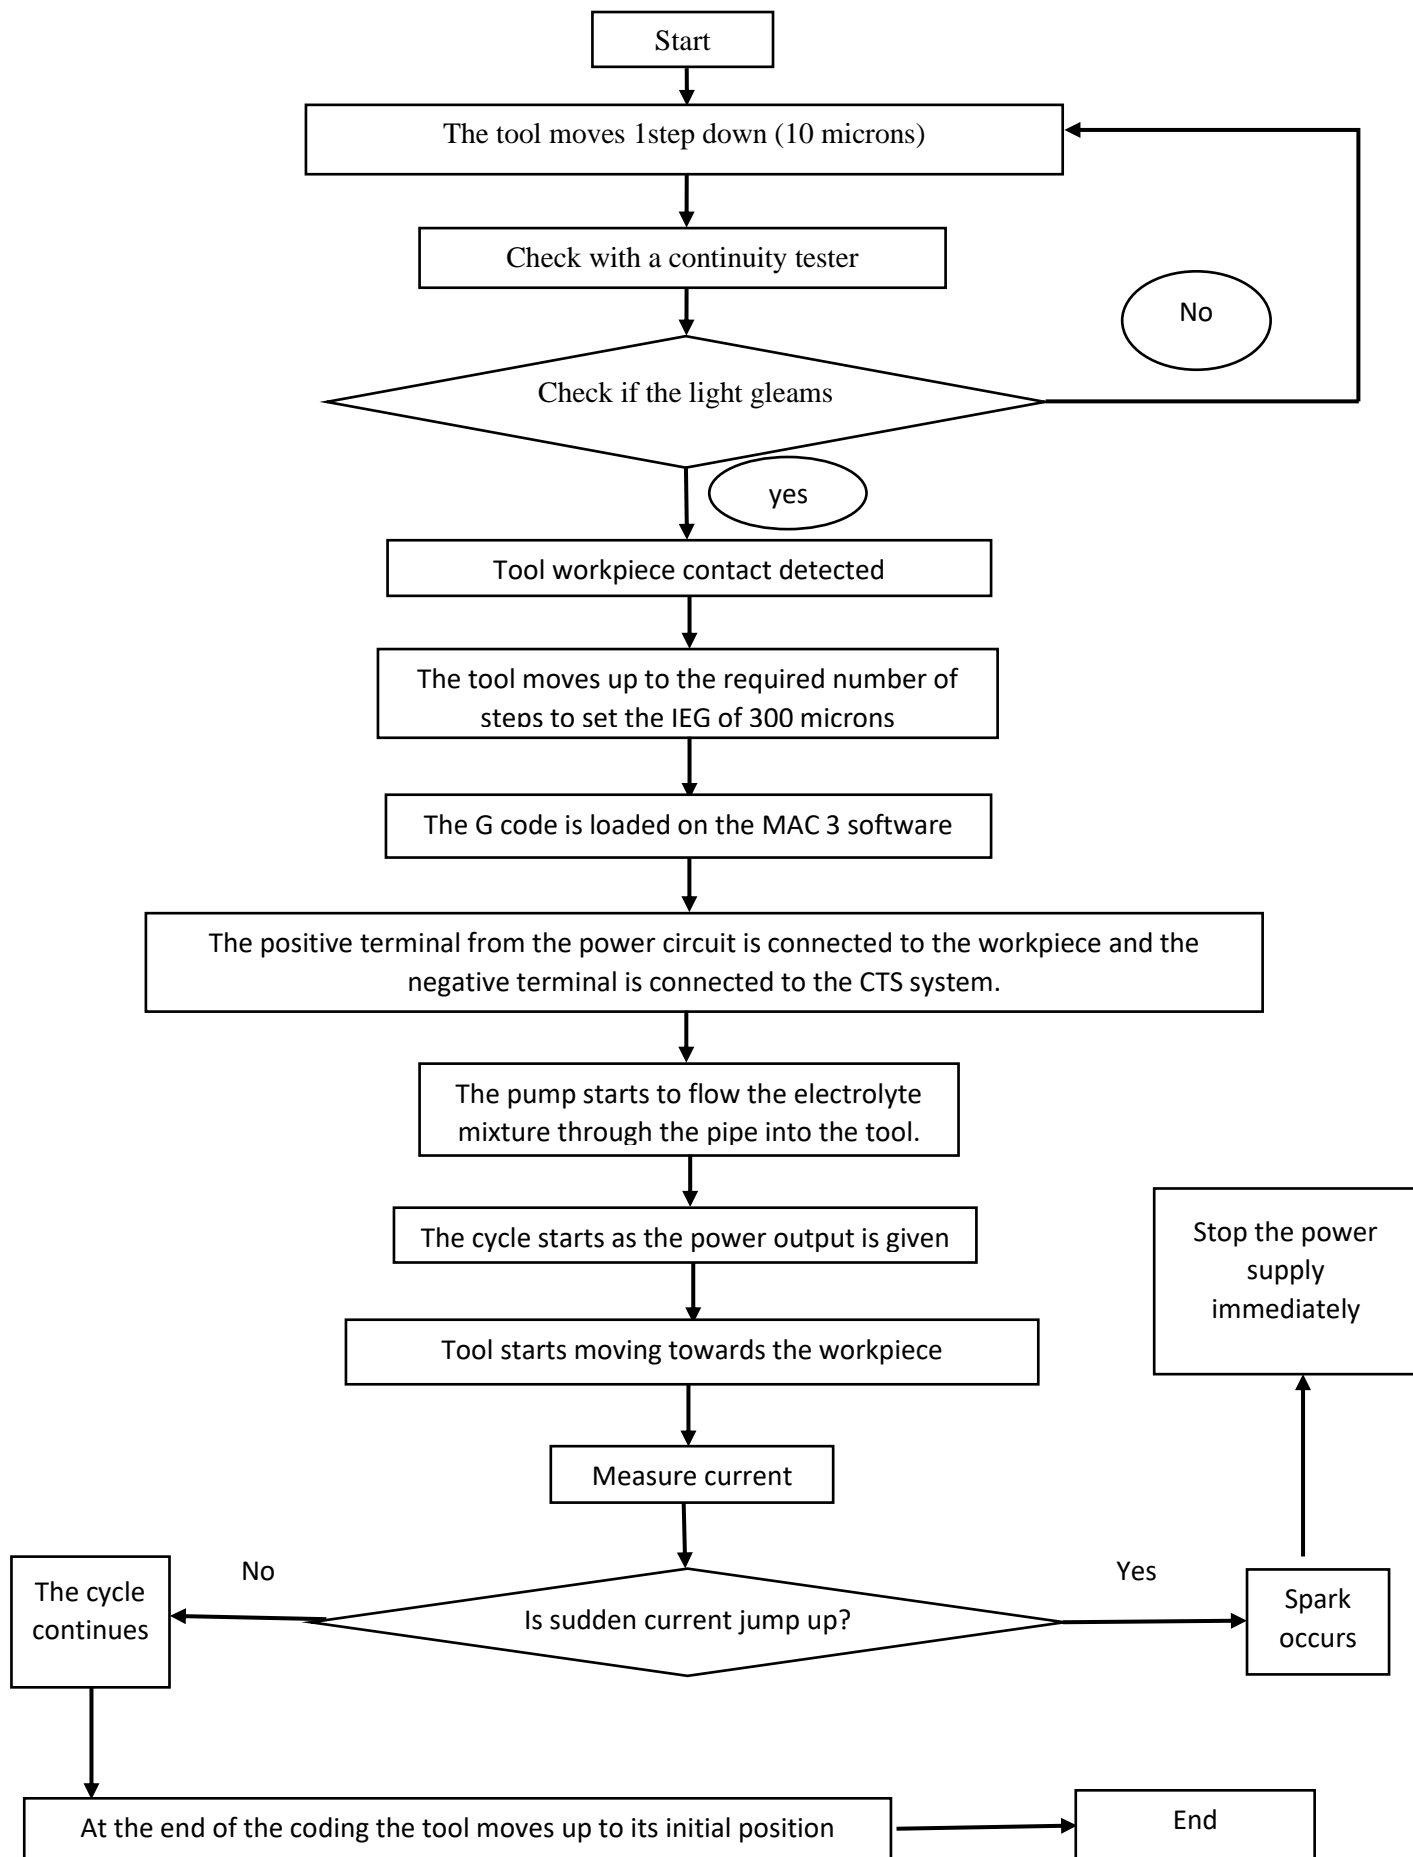 Start
The tool moves 1step down (10 microns)
Check with a continuity tester
No
Check if the light gleams
yes
Tool workpiece contact detected
The tool moves up to the required number of
steps to set the IEG of 300 microns
The G code is loaded on the MAC 3 software
The positive terminal from the power circuit is connected to the workpiece and the
negative terminal is connected to the CTS system.
The pump starts to flow the electrolyte
mixture through the pipe into the tool.
The cycle starts as the power output is given
Stop the power
supply
immediately
Tool starts moving towards the workpiece
Measure current
No
Yes
The cycle
continues
Is sudden current jump up?
Spark
occurs
At the end of the coding the tool moves up to its initial position
End